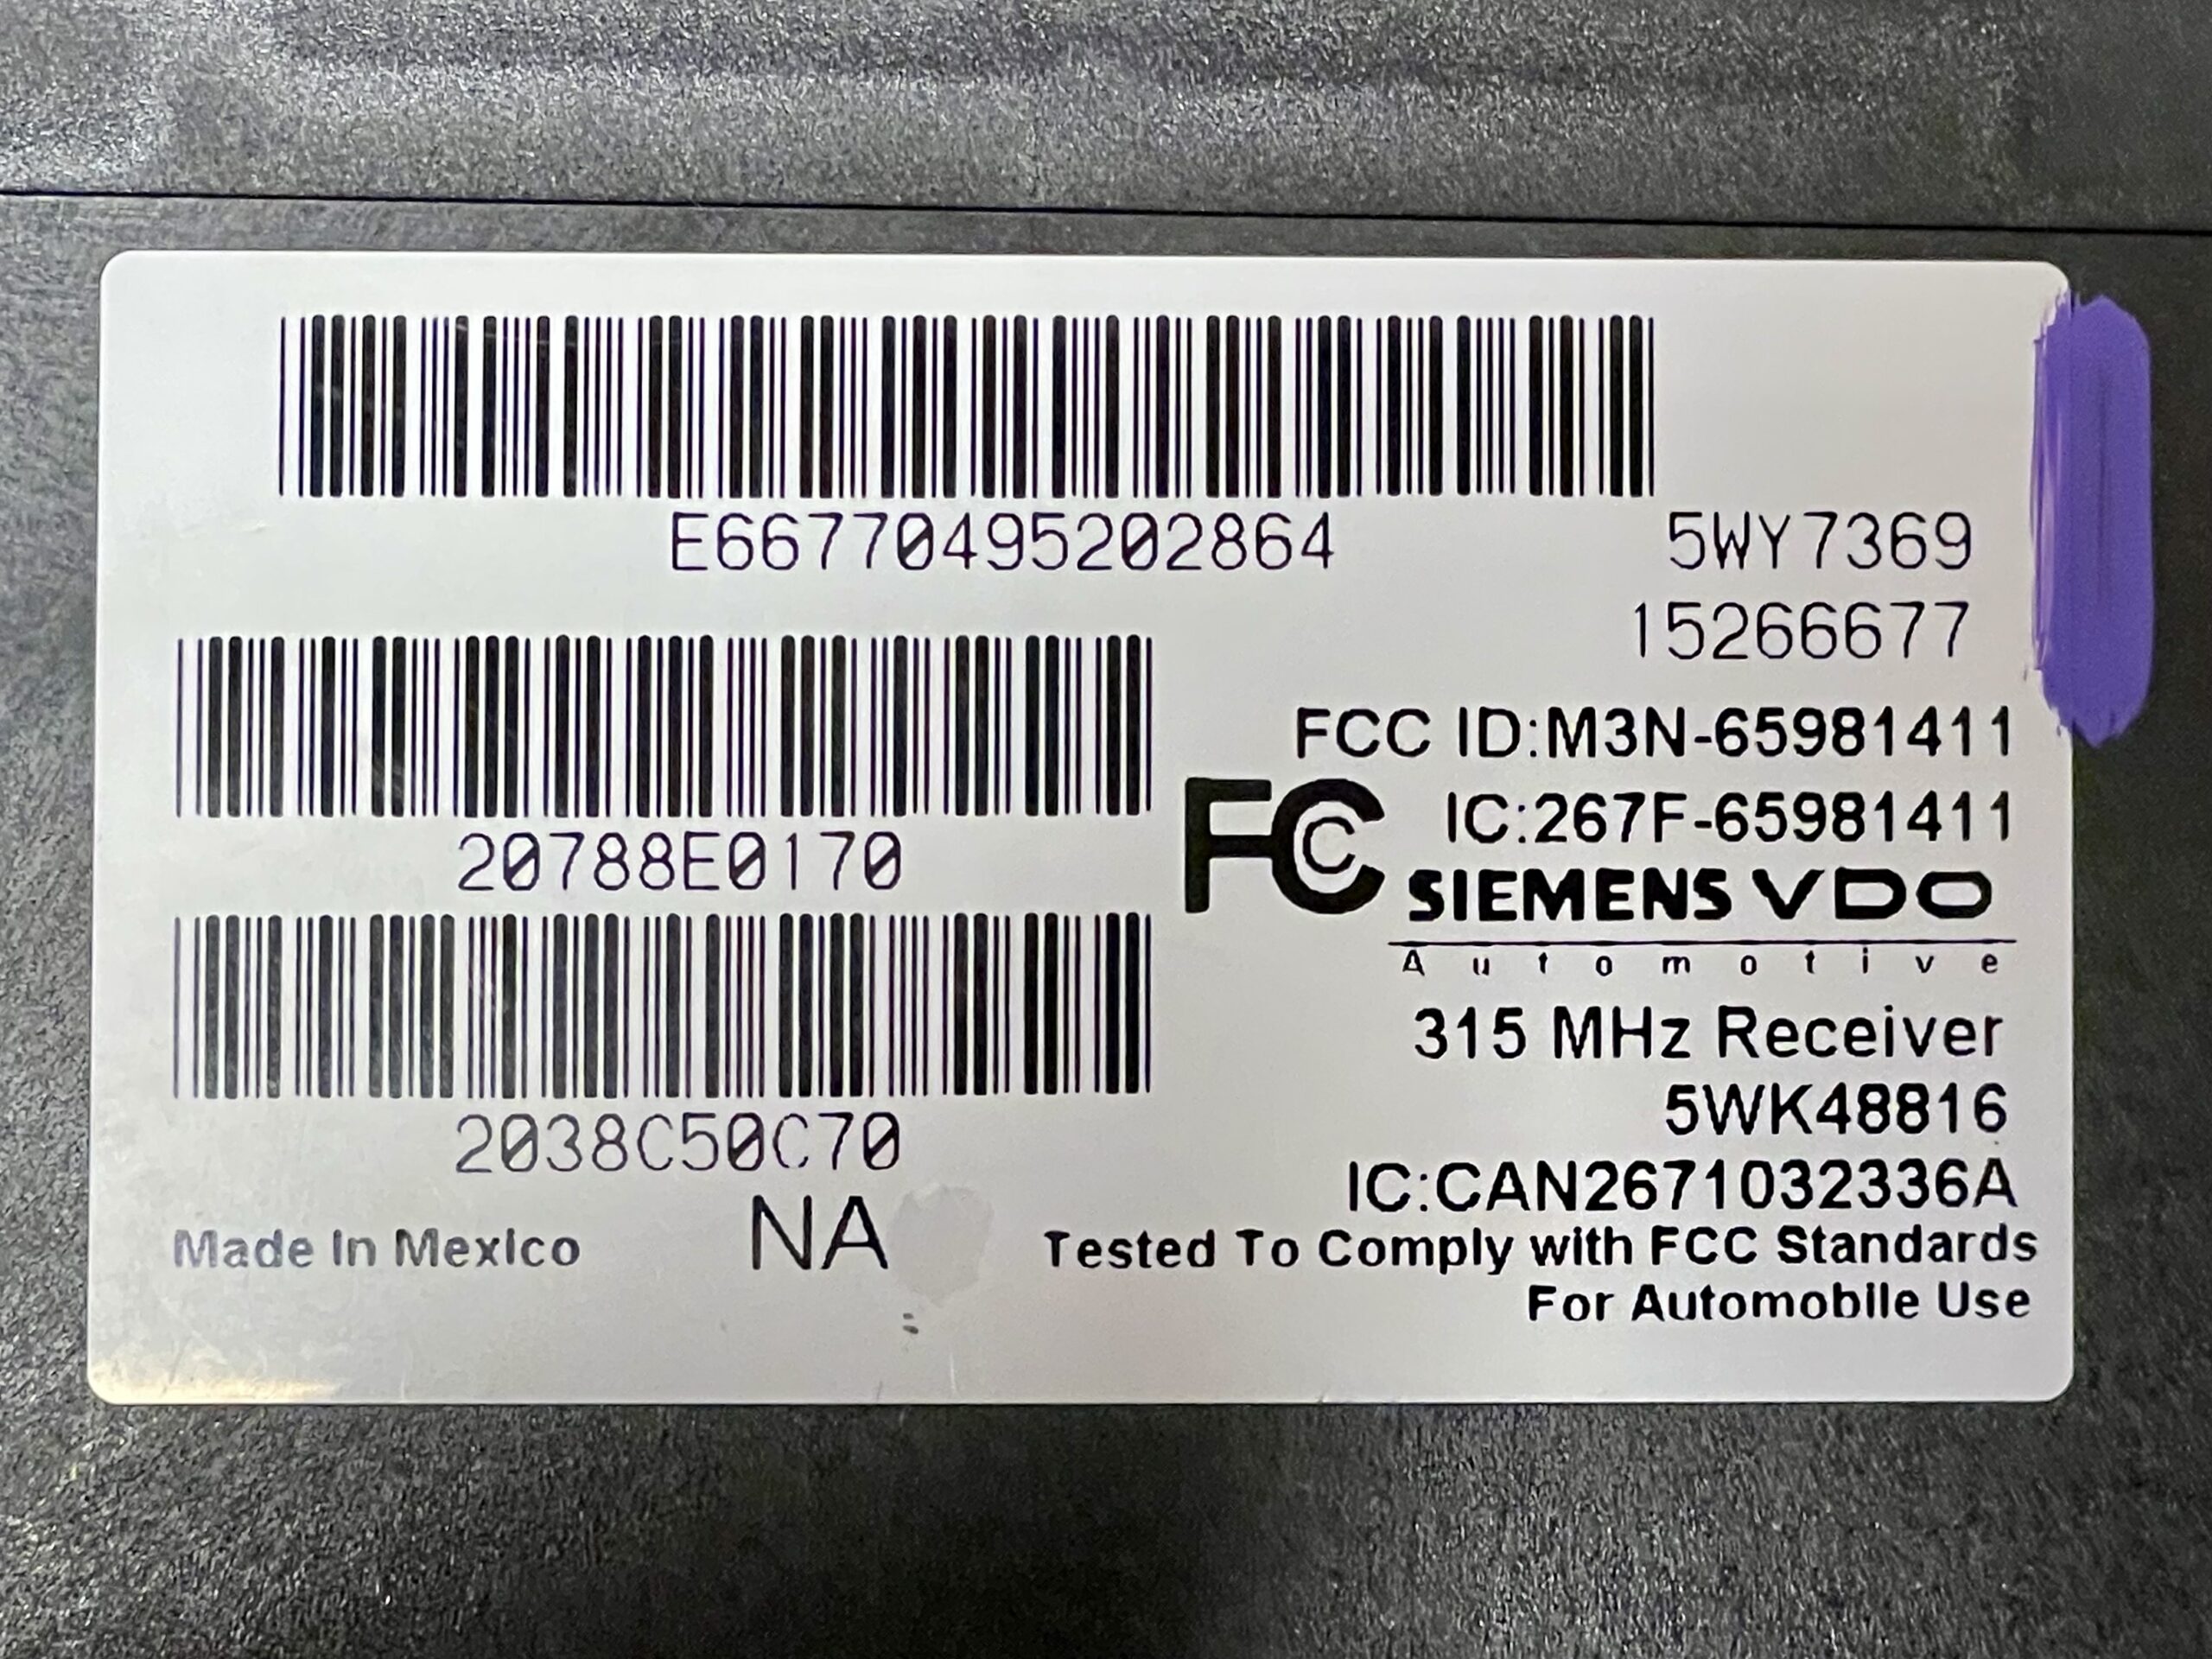 E66770495202864
5WY7369
15266677
20788E0170
FCC ID:M3N-65981411
FC
IC:267F-65981411
SIEMENS VDO
Automotive
2038C50C70
315 MHz Receiver
5WK48816
IC:CAN2671032336A
Made In Mexico
NA
Tested To Comply with FCC Standards
For Automobile Use